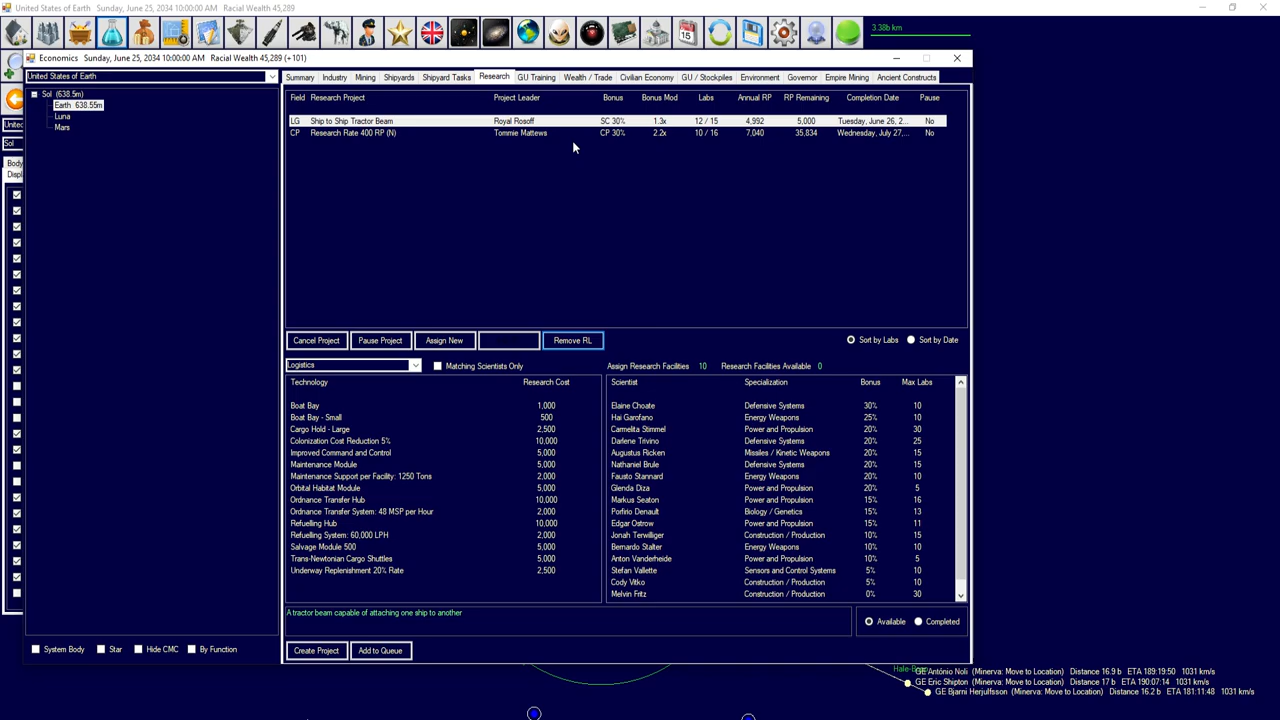 United States of Earth    Sunday, June 25, 2034 10:00:00 AM    Racial Wealth 45,289
3.38b km
Economics    Sunday, June 25, 2034 10:00:00 AM    Racial Wealth 45,289 (+101)
United States of Earth
Summary    Industry    Mining    Shipyards    Shipyard Tasks    Research    GU Training    Wealth / Trade    Civilian Economy    GU / Stockpiles    Environment    Governor    Empire Mining    Ancient Constructs
Sol (638.5m)
Earth 638.55m
Luna
Mars
Field    Research Project    Project Leader    Bonus    Bonus Mod    Labs    Annual RP    RP Remaining    Completion Date    Pause
LG    Ship to Ship Tractor Beam    Royal Rosoff    SC 30%    1.3x    12 / 15    4,992    5,000    Tuesday, June 26, 2...    No
CP    Research Rate 400 RP (N)    Tommie Mattews    CP 30%    2.2x    10 / 16    7,040    35,834    Wednesday, July 27,...    No
Unite
Sol
Body
Displ
Cancel Project    Pause Project    Assign New    Remove RL    Sort by Labs    Sort by Date
Logistics    Matching Scientists Only    Assign Research Facilities    10    Research Facilities Available    0
Technology    Research Cost    Scientist    Specialization    Bonus    Max Labs
Boat Bay    1,000    Elaine Choate    Defensive Systems    30%    10
Boat Bay - Small    500    Hai Garofano    Energy Weapons    25%    10
Cargo Hold - Large    2,500    Carmelita Stimmel    Power and Propulsion    20%    30
Colonization Cost Reduction 5%    10,000    Darlene Trivino    Defensive Systems    20%    25
Improved Command and Control    5,000    Augustus Ricken    Missiles / Kinetic Weapons    20%    15
Maintenance Module    5,000    Nathaniel Brule    Defensive Systems    20%    15
Maintenance Support per Facility: 1250 Tons    2,000    Fausto Stannard    Energy Weapons    20%    10
Orbital Habitat Module    5,000    Glenda Diza    Power and Propulsion    20%    5
Ordnance Transfer Hub    10,000    Markus Seaton    Power and Propulsion    15%    16
Ordnance Transfer System: 48 MSP per Hour    2,000    Porfirio Denault    Biology / Genetics    15%    13
Refuelling Hub    10,000    Edgar Ostrow    Power and Propulsion    15%    11
Refuelling System: 60,000 LPH    2,000    Jonah Terwilliger    Construction / Production    10%    15
Salvage Module 500    5,000    Bernardo Stalter    Energy Weapons    10%    10
Trans-Newtonian Cargo Shuttles    5,000    Anton Vanderheide    Power and Propulsion    10%    5
Underway Replenishment 20% Rate    2,500    Stefan Vallette    Sensors and Control Systems    5%    10
Cody Vitko    Construction / Production    5%    10
Melvin Fritz    Construction / Production    0%    30
A tractor beam capable of attaching one ship to another
Available    Completed
System Body    Star    Hide CMC    By Function    Create Project    Add to Queue
GE António Noli (Minerva: Move to Location) Distance 16.9 b ETA 189:19:50 1031 km/s
GE Eric Shipton (Minerva: Move to Location) Distance 17 b ETA 190:07:14 1031 km/s
GE Bjarni Herjulfsson (Minerva: Move to Location) Distance 16.2 b ETA 181:11:48 1031 km/s